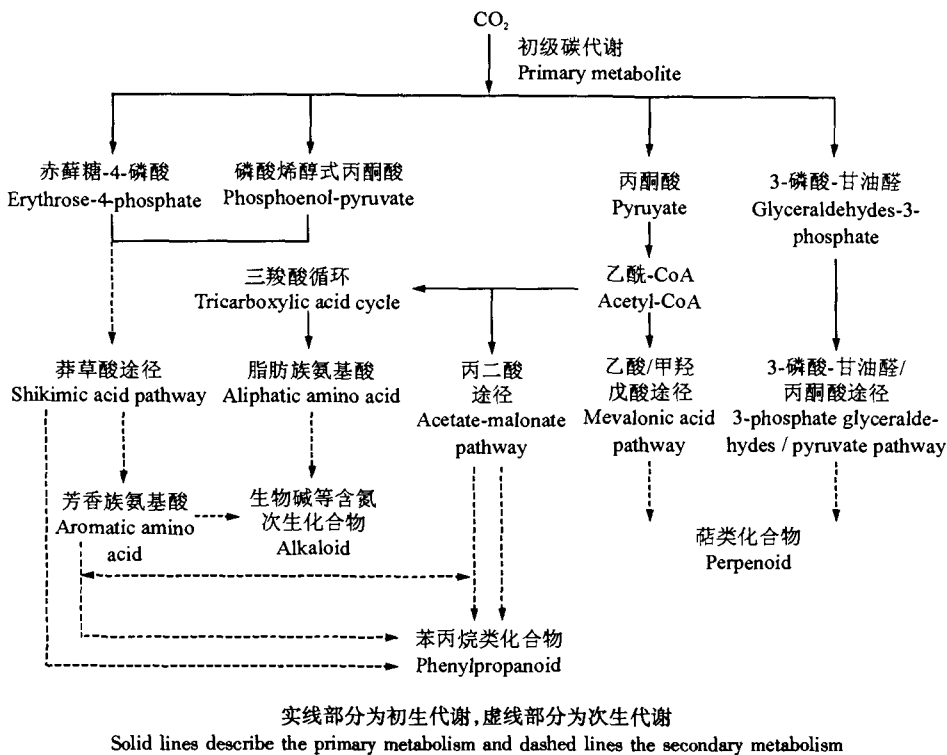 CO₂
初级碳代谢
Primary metabolite
赤藓糖-4-磷酸
Erythrose-4-phosphate
磷酸烯醇式丙酮酸
Phosphoenol-pyruvate
丙酮酸
Pyruyate
3-磷酸-甘油醛
Glyceraldehydes-3-
phosphate
三羧酸循环
Tricarboxylic acid cycle
乙酰-CoA
Acetyl-CoA
莽草酸途径
Shikimic acid pathway
脂肪族氨基酸
Aliphatic amino acid
丙二酸
途径
Acetate-malonate
pathway
乙酸/甲羟
戊酸途径
Mevalonic acid
pathway
3-磷酸-甘油醛/
丙酮酸途径
3-phosphate glyceralde-
hydes / pyruvate pathway
芳香族氨基酸
Aromatic amino
acid
生物碱等含氮
次生化合物
Alkaloid
萜类化合物
Perpenoid
苯丙烷类化合物
Phenylpropanoid
实线部分为初生代谢,虚线部分为次生代谢
Solid lines describe the primary metabolism and dashed lines the secondary metabolism